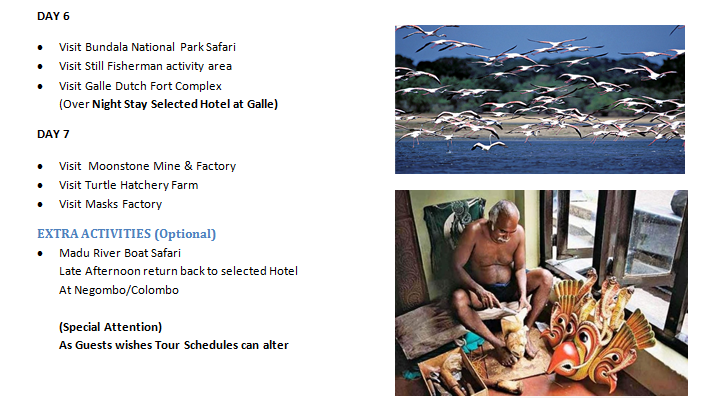 DAY 6
• Visit Bundala National Park Safari
• Visit Still Fisherman activity area
• Visit Galle Dutch Fort Complex
(Over Night Stay Selected Hotel at Galle)
DAY 7
• Visit Moonstone Mine & Factory
• Visit Turtle Hatchery Farm
• Visit Masks Factory
EXTRA ACTIVITIES (Optional)
• Madu River Boat Safari
Late Afternoon return back to selected Hotel
At Negombo/Colombo
(Special Attention)
As Guests wishes Tour Schedules can alter